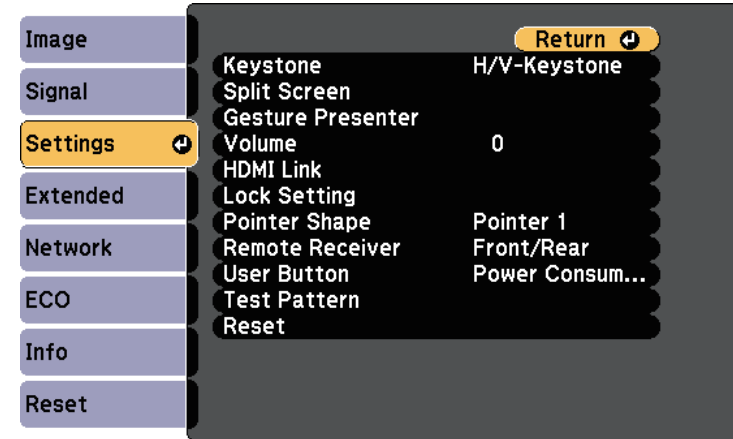 Image
Signal
Settings
Extended
Network
ECO
Info
Reset
Return
Keystone H/V-Keystone
Split Screen
Gesture Presenter
Volume 0
HDMI Link
Lock Setting
Pointer Shape Pointer 1
Remote Receiver Front/Rear
User Button Power Consum...
Test Pattern
Reset